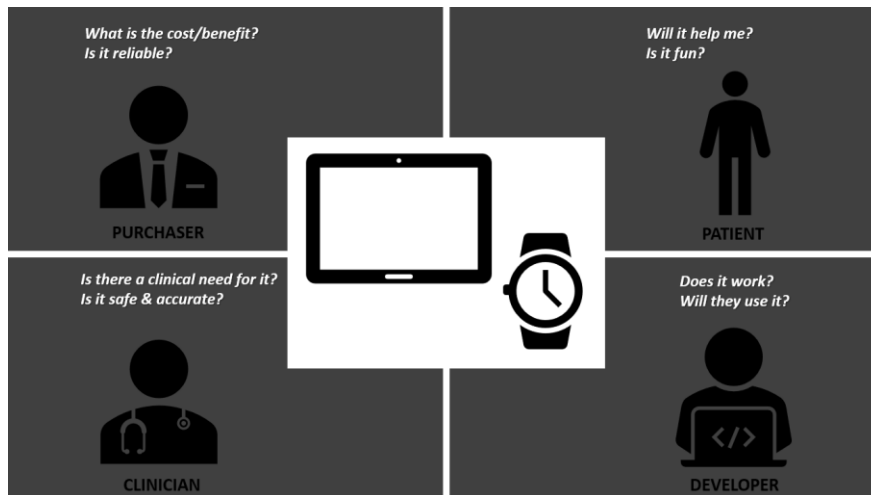 What is the cost/benefit?
Is it reliable?
PURCHASER
Will it help me?
Is it fun?
PATIENT
Is there a clinical need for it?
Is it safe & accurate?
CLINICIAN
Does it work?
Will they use it?
</>
DEVELOPER